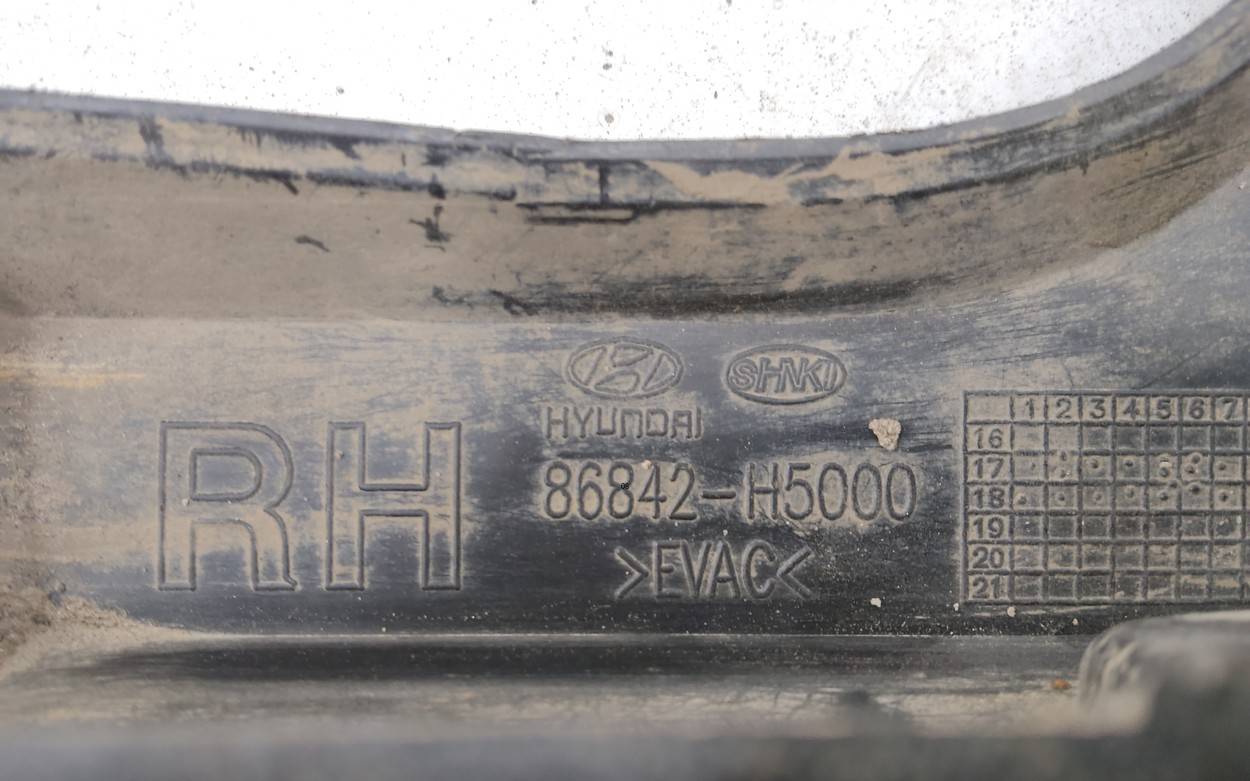 SHNKI
HYUNDAI
RH
86842-H5000
>EVAC<
1 2 3 4 5 6 7
16
17
18
19
20
21